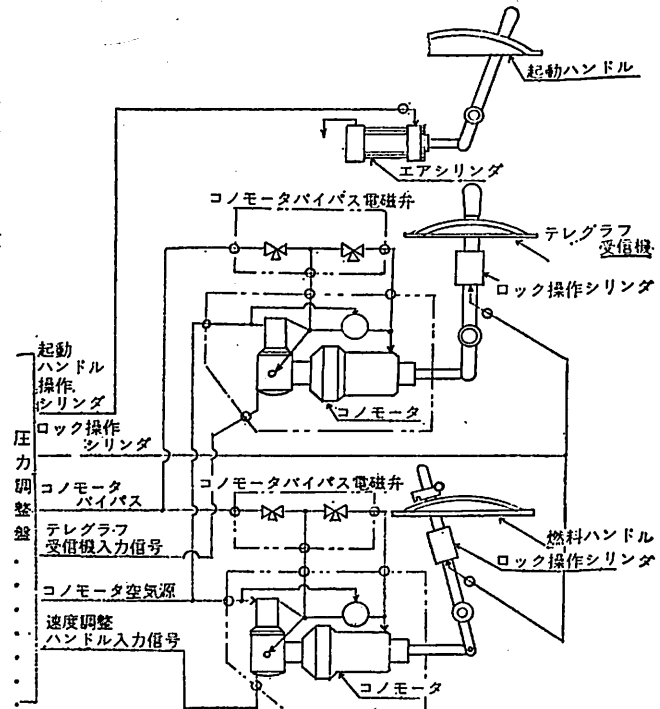 起動ハンドル
エアシリンダ
コノモータバイパス電磁弁
テレグラフ
受信機
ロック操作シリンダ
コノモータ
起動
ハンドル
操作
シリンダ
ロック操作
シリンダ
圧力調整盤
コノモータ
バイパス
コノモータバイパス電磁弁
テレグラフ
受信機入力信号
燃料ハンドル
ロック操作シリンダ
コノモータ空気源
速度調整
ハンドル入力信号
コノモータ